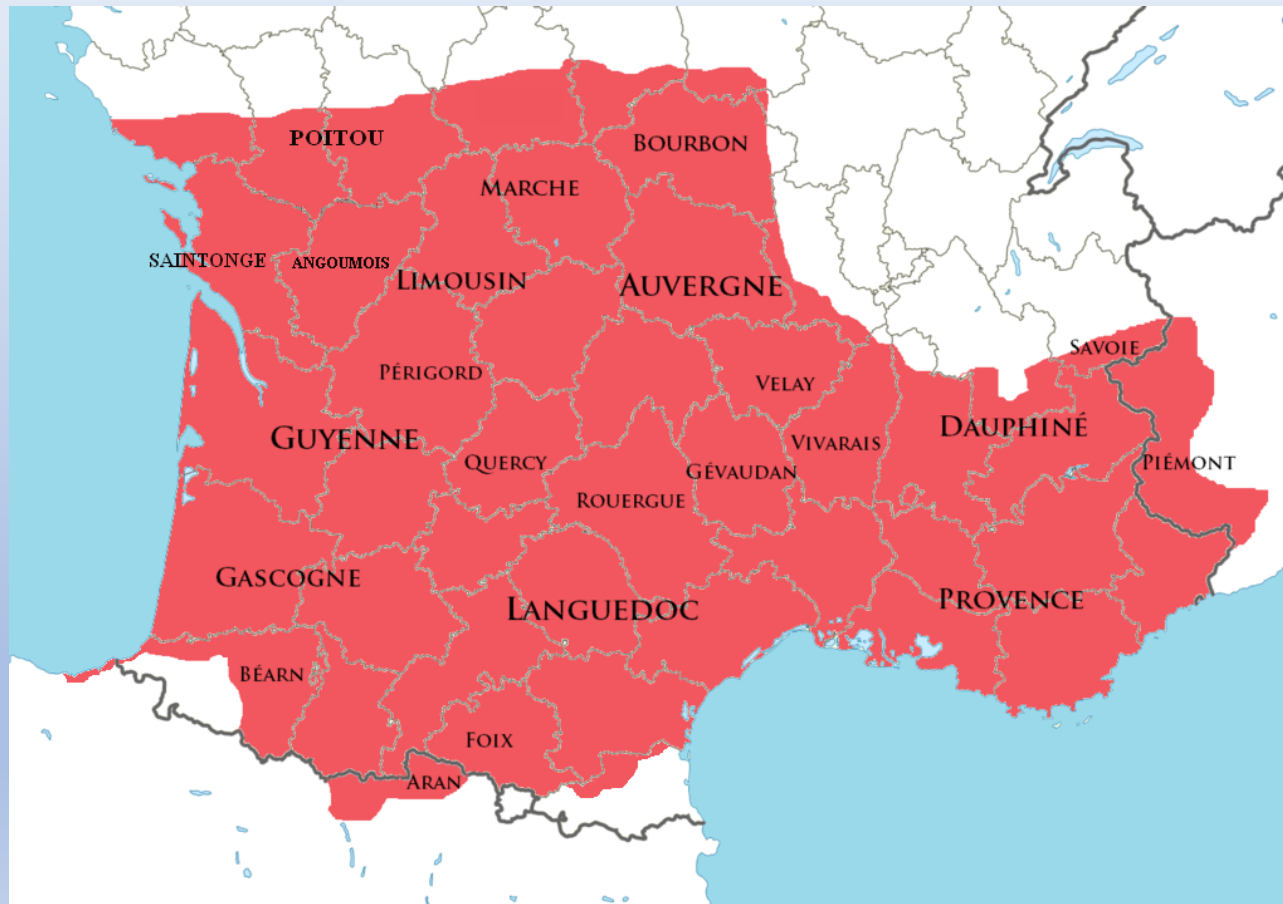 POITOU
BOURBON
MARCHE
SAINTONGE
ANGOUMOIS
LIMOUSIN
AUVERGNE
SAVOIE
PÉRIGORD
VELAY
GUYENNE
DAUPHINÉ
VIVARAIS
QUERCY
GÉVAUDAN
PIÉMONT
ROUERGUE
GASCOGNE
LANGUEDOC
PROVENCE
BÉARN
FOIX
ARAN